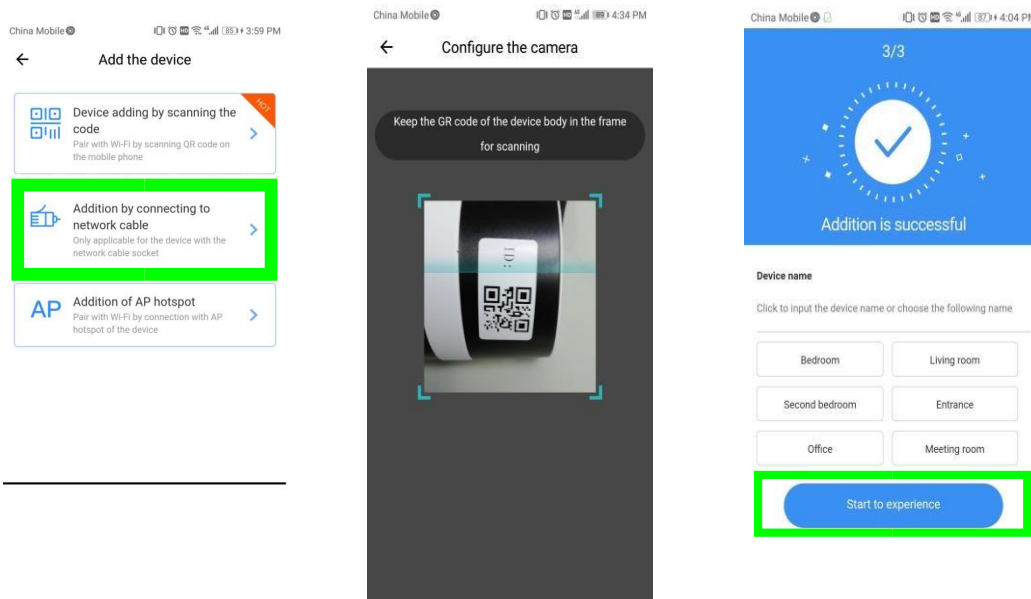 China Mobile
85
3:59 PM
Add the device
Device adding by scanning the
code
Pair with Wi-Fi by scanning QR code on
the mobile phone
HOT
Addition by connecting to
network cable
Only applicable for the device with the
network cable socket
AP
Addition of AP hotspot
Pair with Wi-Fi by connection with AP
hotspot of the device
China Mobile
4:34 PM
Configure the camera
Keep the GR code of the device body in the frame
for scanning
ID:
China Mobile
87
4:04 PM
3/3
Addition is successful
Device name
Click to input the device name or choose the following name
Bedroom
Living room
Second bedroom
Entrance
Office
Meeting room
Start to experience